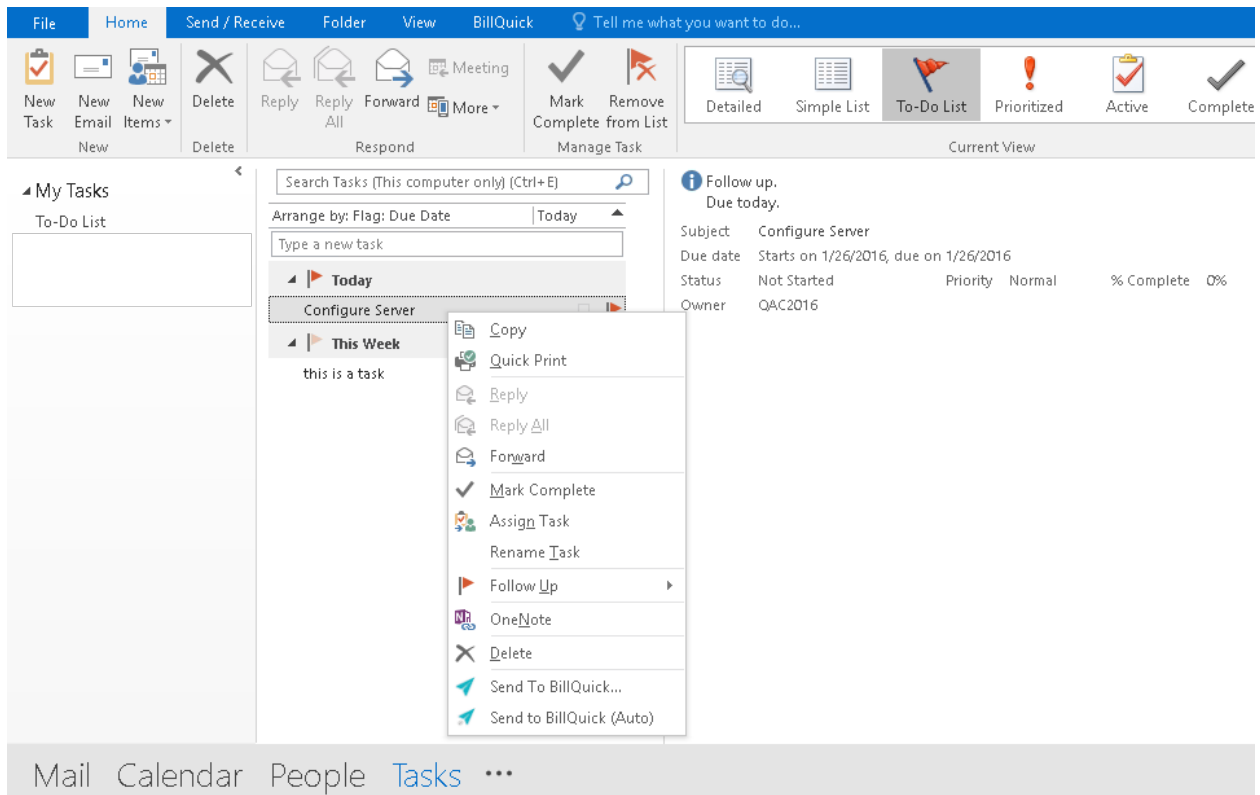 File Home Send / Receive Folder View BillQuick Tell me what you want to do...
New Task New Email New Items Delete Reply Reply All Forward Meeting More Mark Complete Remove from List Detailed Simple List To-Do List Prioritized Active Complete
New Delete Respond Manage Task Current View
My Tasks
To-Do List
Search Tasks (This computer only) (Ctrl+E)
Arrange by: Flag: Due Date Today
Type a new task
Today
Configure Server
This Week
this is a task
Copy
Quick Print
Reply
Reply All
Forward
Mark Complete
Assign Task
Rename Task
Follow Up
OneNote
Delete
Send To BillQuick...
Send to BillQuick (Auto)
Follow up.
Due today.
Subject Configure Server
Due date Starts on 1/26/2016, due on 1/26/2016
Status Not Started Priority Normal % Complete 0%
Owner QAC2016
Mail Calendar People Tasks •••